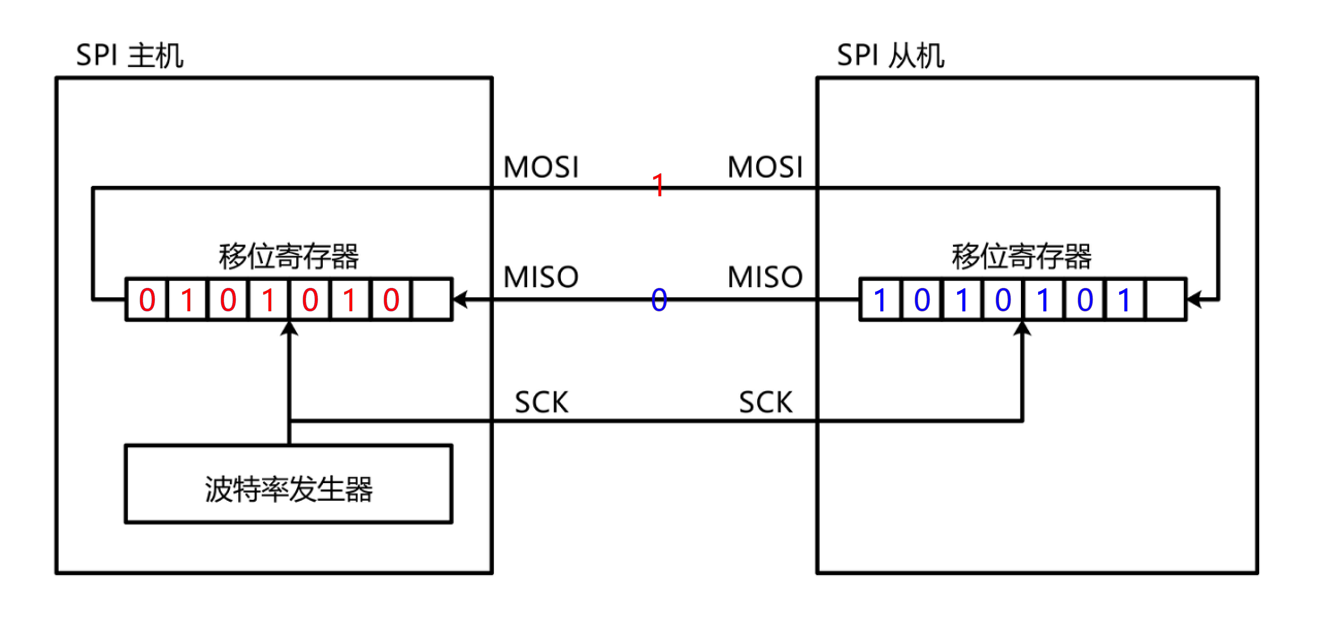 SPI 主机
SPI 从机
MOSI 1 MOSI
移位寄存器
移位寄存器
MISO 0 MISO
0 1 0 1 0 1 0
1 0 1 0 1 0 1
SCK SCK
波特率发生器